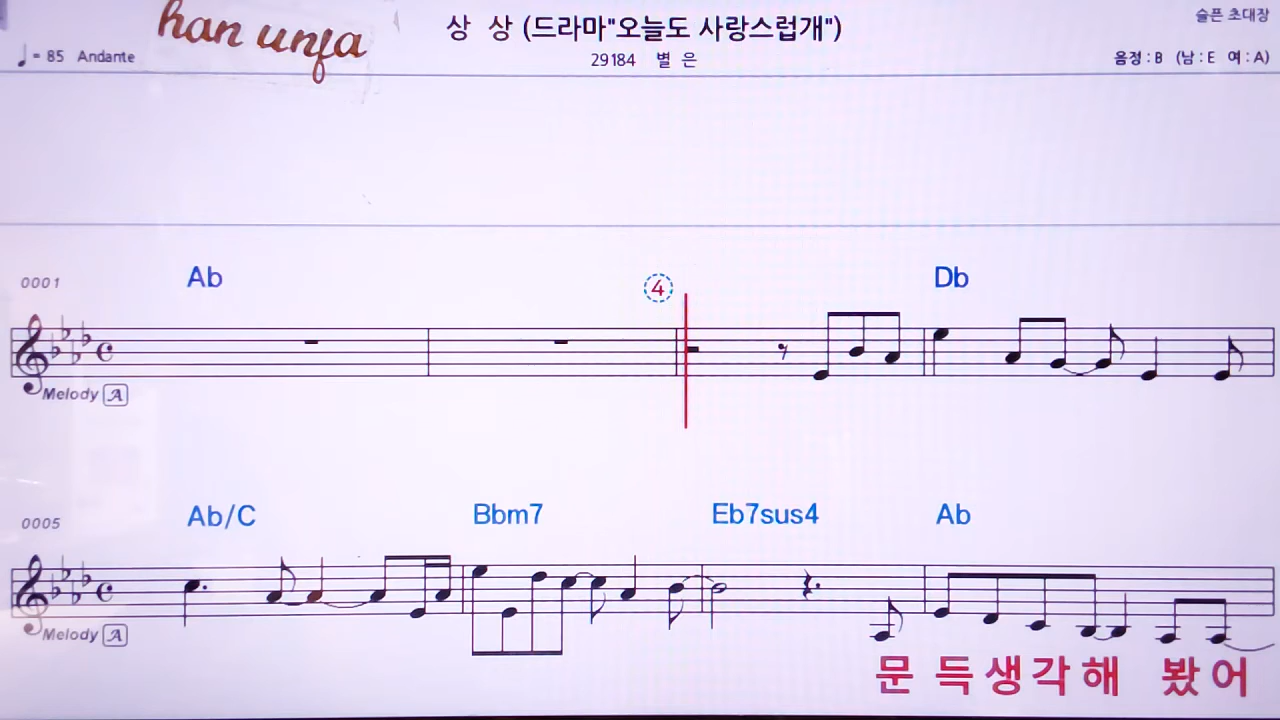 han unja
상 상 (드라마"오늘도 사랑스럽개")
슬픈 초대장
♩= 85 Andante
29184 별 은
음정 : B (남 : E 여 : A)
0001
Ab
④
Db
Melody A
0005
Ab/C
Bbm7
Eb7sus4
Ab
Melody A
문 득 생 각 해 봤 어